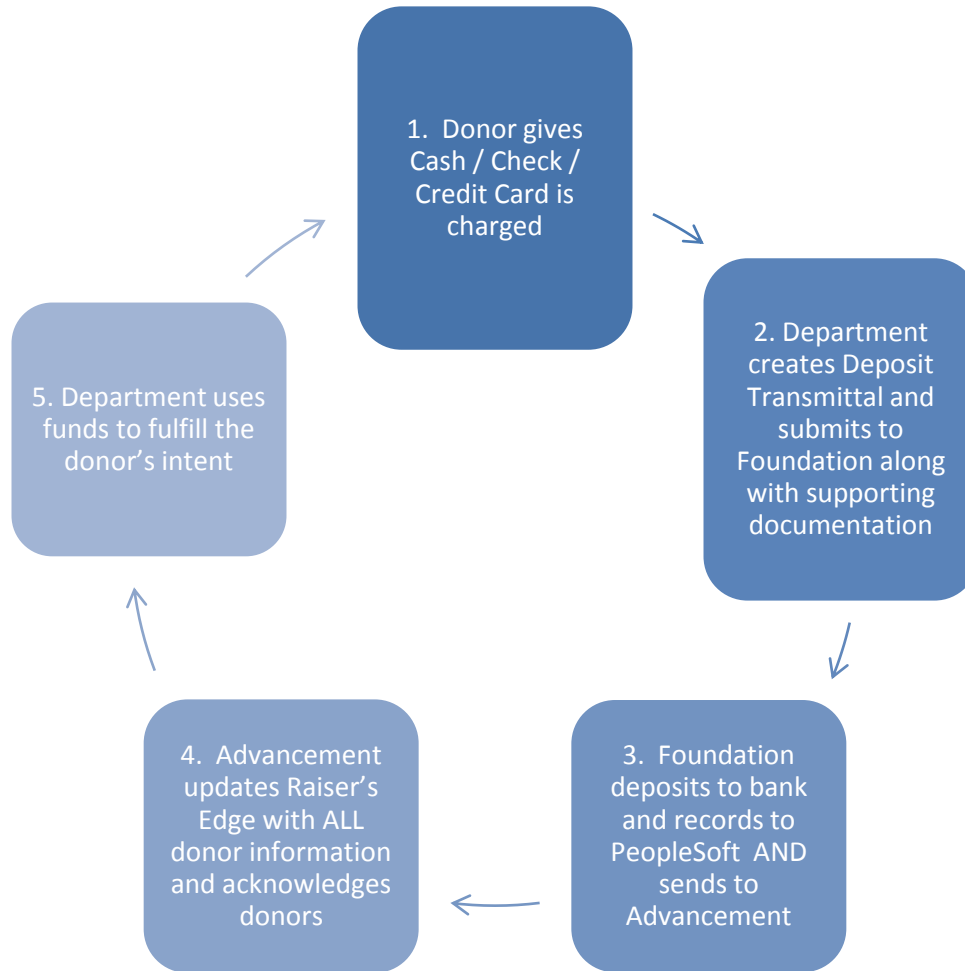 1. Donor gives
Cash / Check /
Credit Card is
charged
2. Department
creates Deposit
Transmittal and
submits to
Foundation along
with supporting
documentation
3. Foundation
deposits to bank
and records to
PeopleSoft AND
sends to
Advancement
4. Advancement
updates Raiser’s
Edge with ALL
donor information
and acknowledges
donors
5. Department uses
funds to fulfill the
donor’s intent